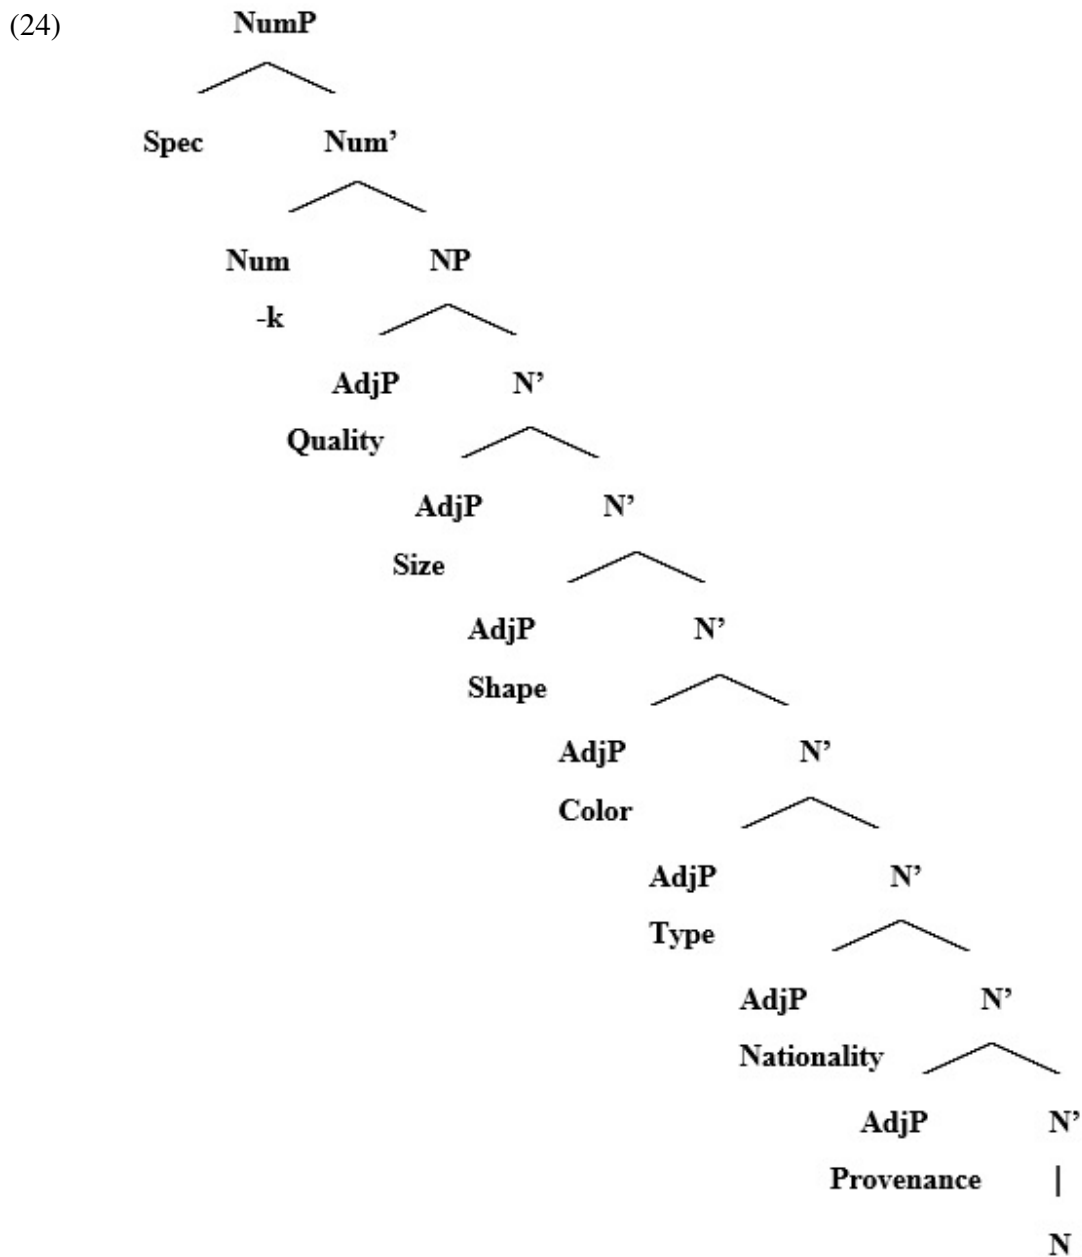 (24) NumP
Spec Num’
Num NP
-k
AdjP N’
Quality
AdjP N’
Size
AdjP N’
Shape
AdjP N’
Color
AdjP N’
Type
AdjP N’
Nationality
AdjP N’
Provenance |
N